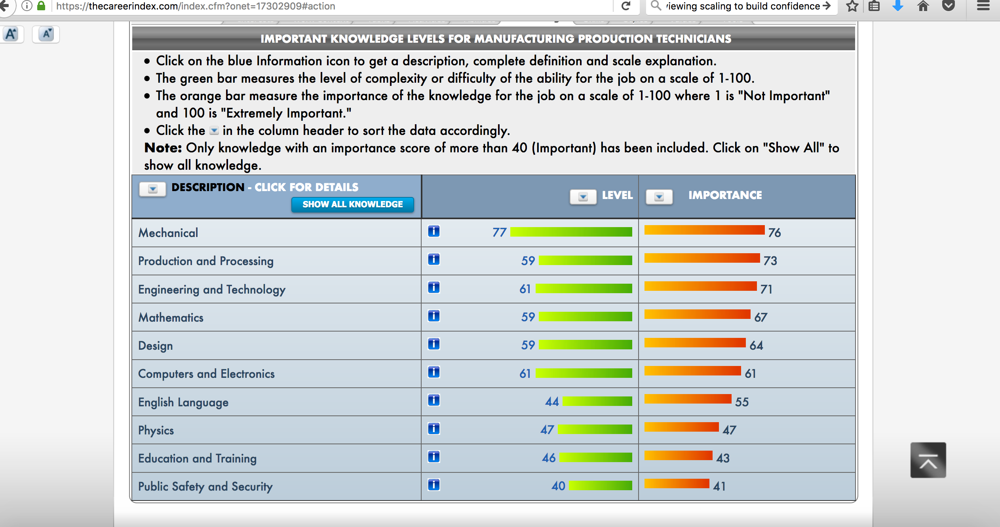 https://thecareerindex.com/index.cfm?onet=17302909#action
iewing scaling to build confidence
A
A
IMPORTANT KNOWLEDGE LEVELS FOR MANUFACTURING PRODUCTION TECHNICIANS
• Click on the blue Information icon to get a description, complete definition and scale explanation.
• The green bar measures the level of complexity or difficulty of the ability for the job on a scale of 1-100.
• The orange bar measure the importance of the knowledge for the job on a scale of 1-100 where 1 is "Not Important"
and 100 is "Extremely Important."
• Click the in the column header to sort the data accordingly.
Note: Only knowledge with an importance score of more than 40 (Important) has been included. Click on "Show All" to
show all knowledge.
DESCRIPTION - CLICK FOR DETAILS
SHOW ALL KNOWLEDGE
LEVEL
IMPORTANCE
Mechanical i 77 76
Production and Processing i 59 73
Engineering and Technology i 61 71
Mathematics i 59 67
Design i 59 64
Computers and Electronics i 61 61
English Language i 44 55
Physics i 47 47
Education and Training i 46 43
Public Safety and Security i 40 41